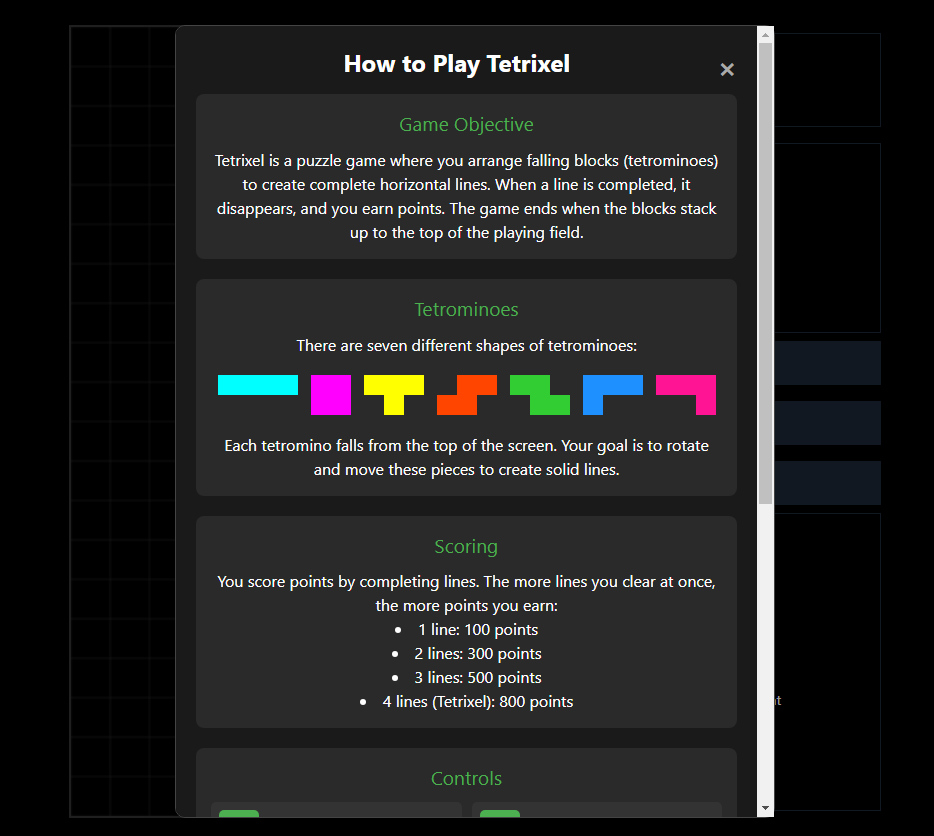 How to Play Tetrixel
×
Game Objective
Tetrixel is a puzzle game where you arrange falling blocks (tetrominoes)
to create complete horizontal lines. When a line is completed, it
disappears, and you earn points. The game ends when the blocks stack
up to the top of the playing field.
Tetrominoes
There are seven different shapes of tetrominoes:
Each tetromino falls from the top of the screen. Your goal is to rotate
and move these pieces to create solid lines.
Scoring
You score points by completing lines. The more lines you clear at once,
the more points you earn:
• 1 line: 100 points
• 2 lines: 300 points
• 3 lines: 500 points
• 4 lines (Tetrixel): 800 points
Controls